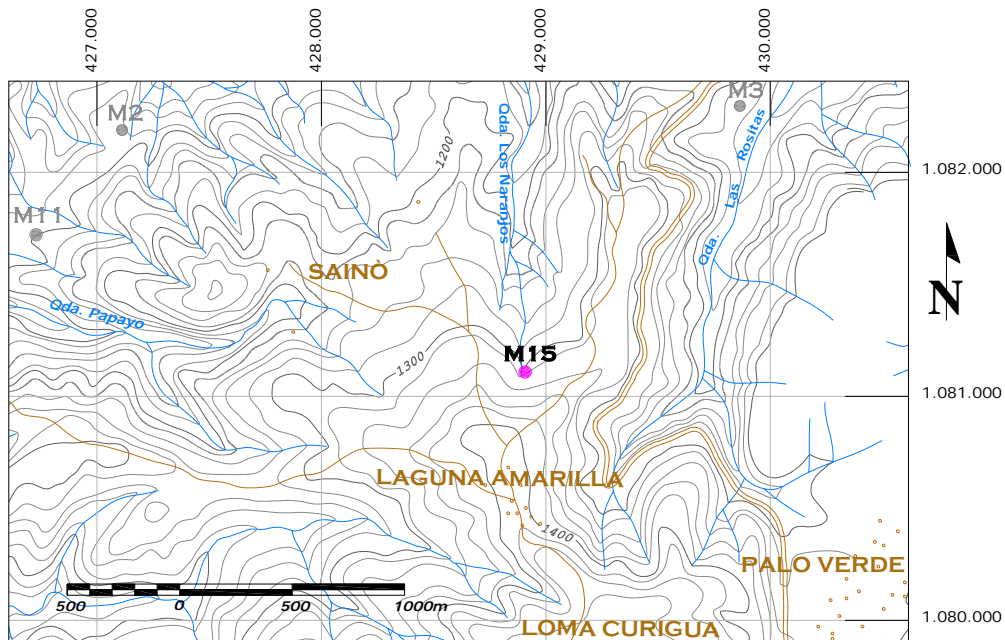 427.000
428.000
429.000
430.000
M2
M3
M11
1200
Qda. Los Naranjos
Qda. Las Rositas
1.082.000
SAINÒ
Qda. Papayo
N
1300
M15
1.081.000
LAGUNA AMARILLA
1400
PALO VERDE
500 0 500 1000m
LOMA CURIGUA
1.080.000